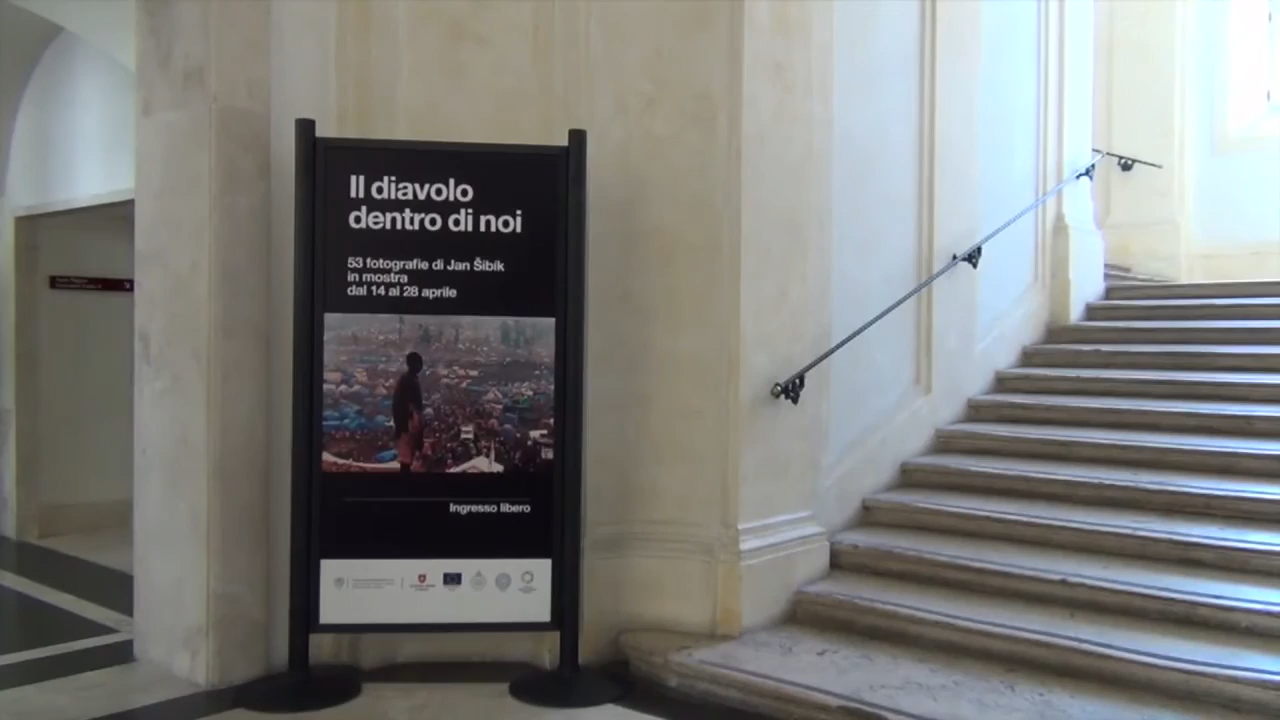 Il diavolo
dentro di noi
53 fotografie di Jan Šibík
in mostra
dal 14 al 28 aprile
Ingresso libero